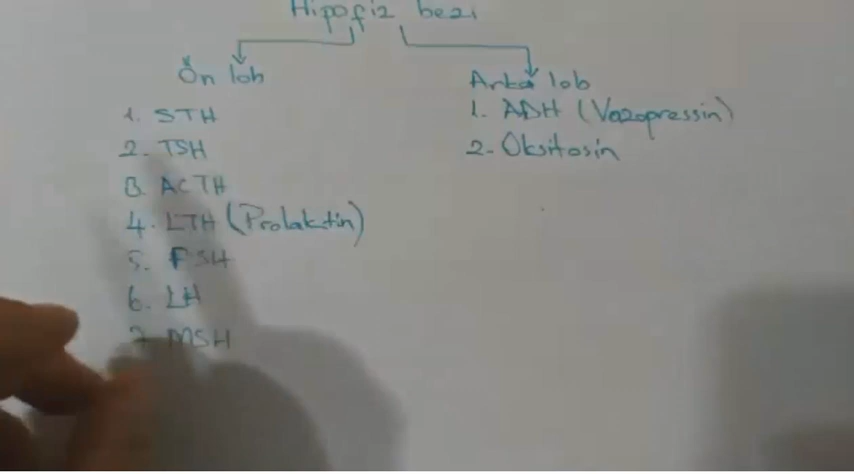 Hipofiz bezi
Ön lob
1. STH
2. TSH
3. ACTH
4. LTH (Prolaktin)
5. FSH
6. LH
7. MSH
Arka lob
1. ADH (Vazopressin)
2- Oksitosin